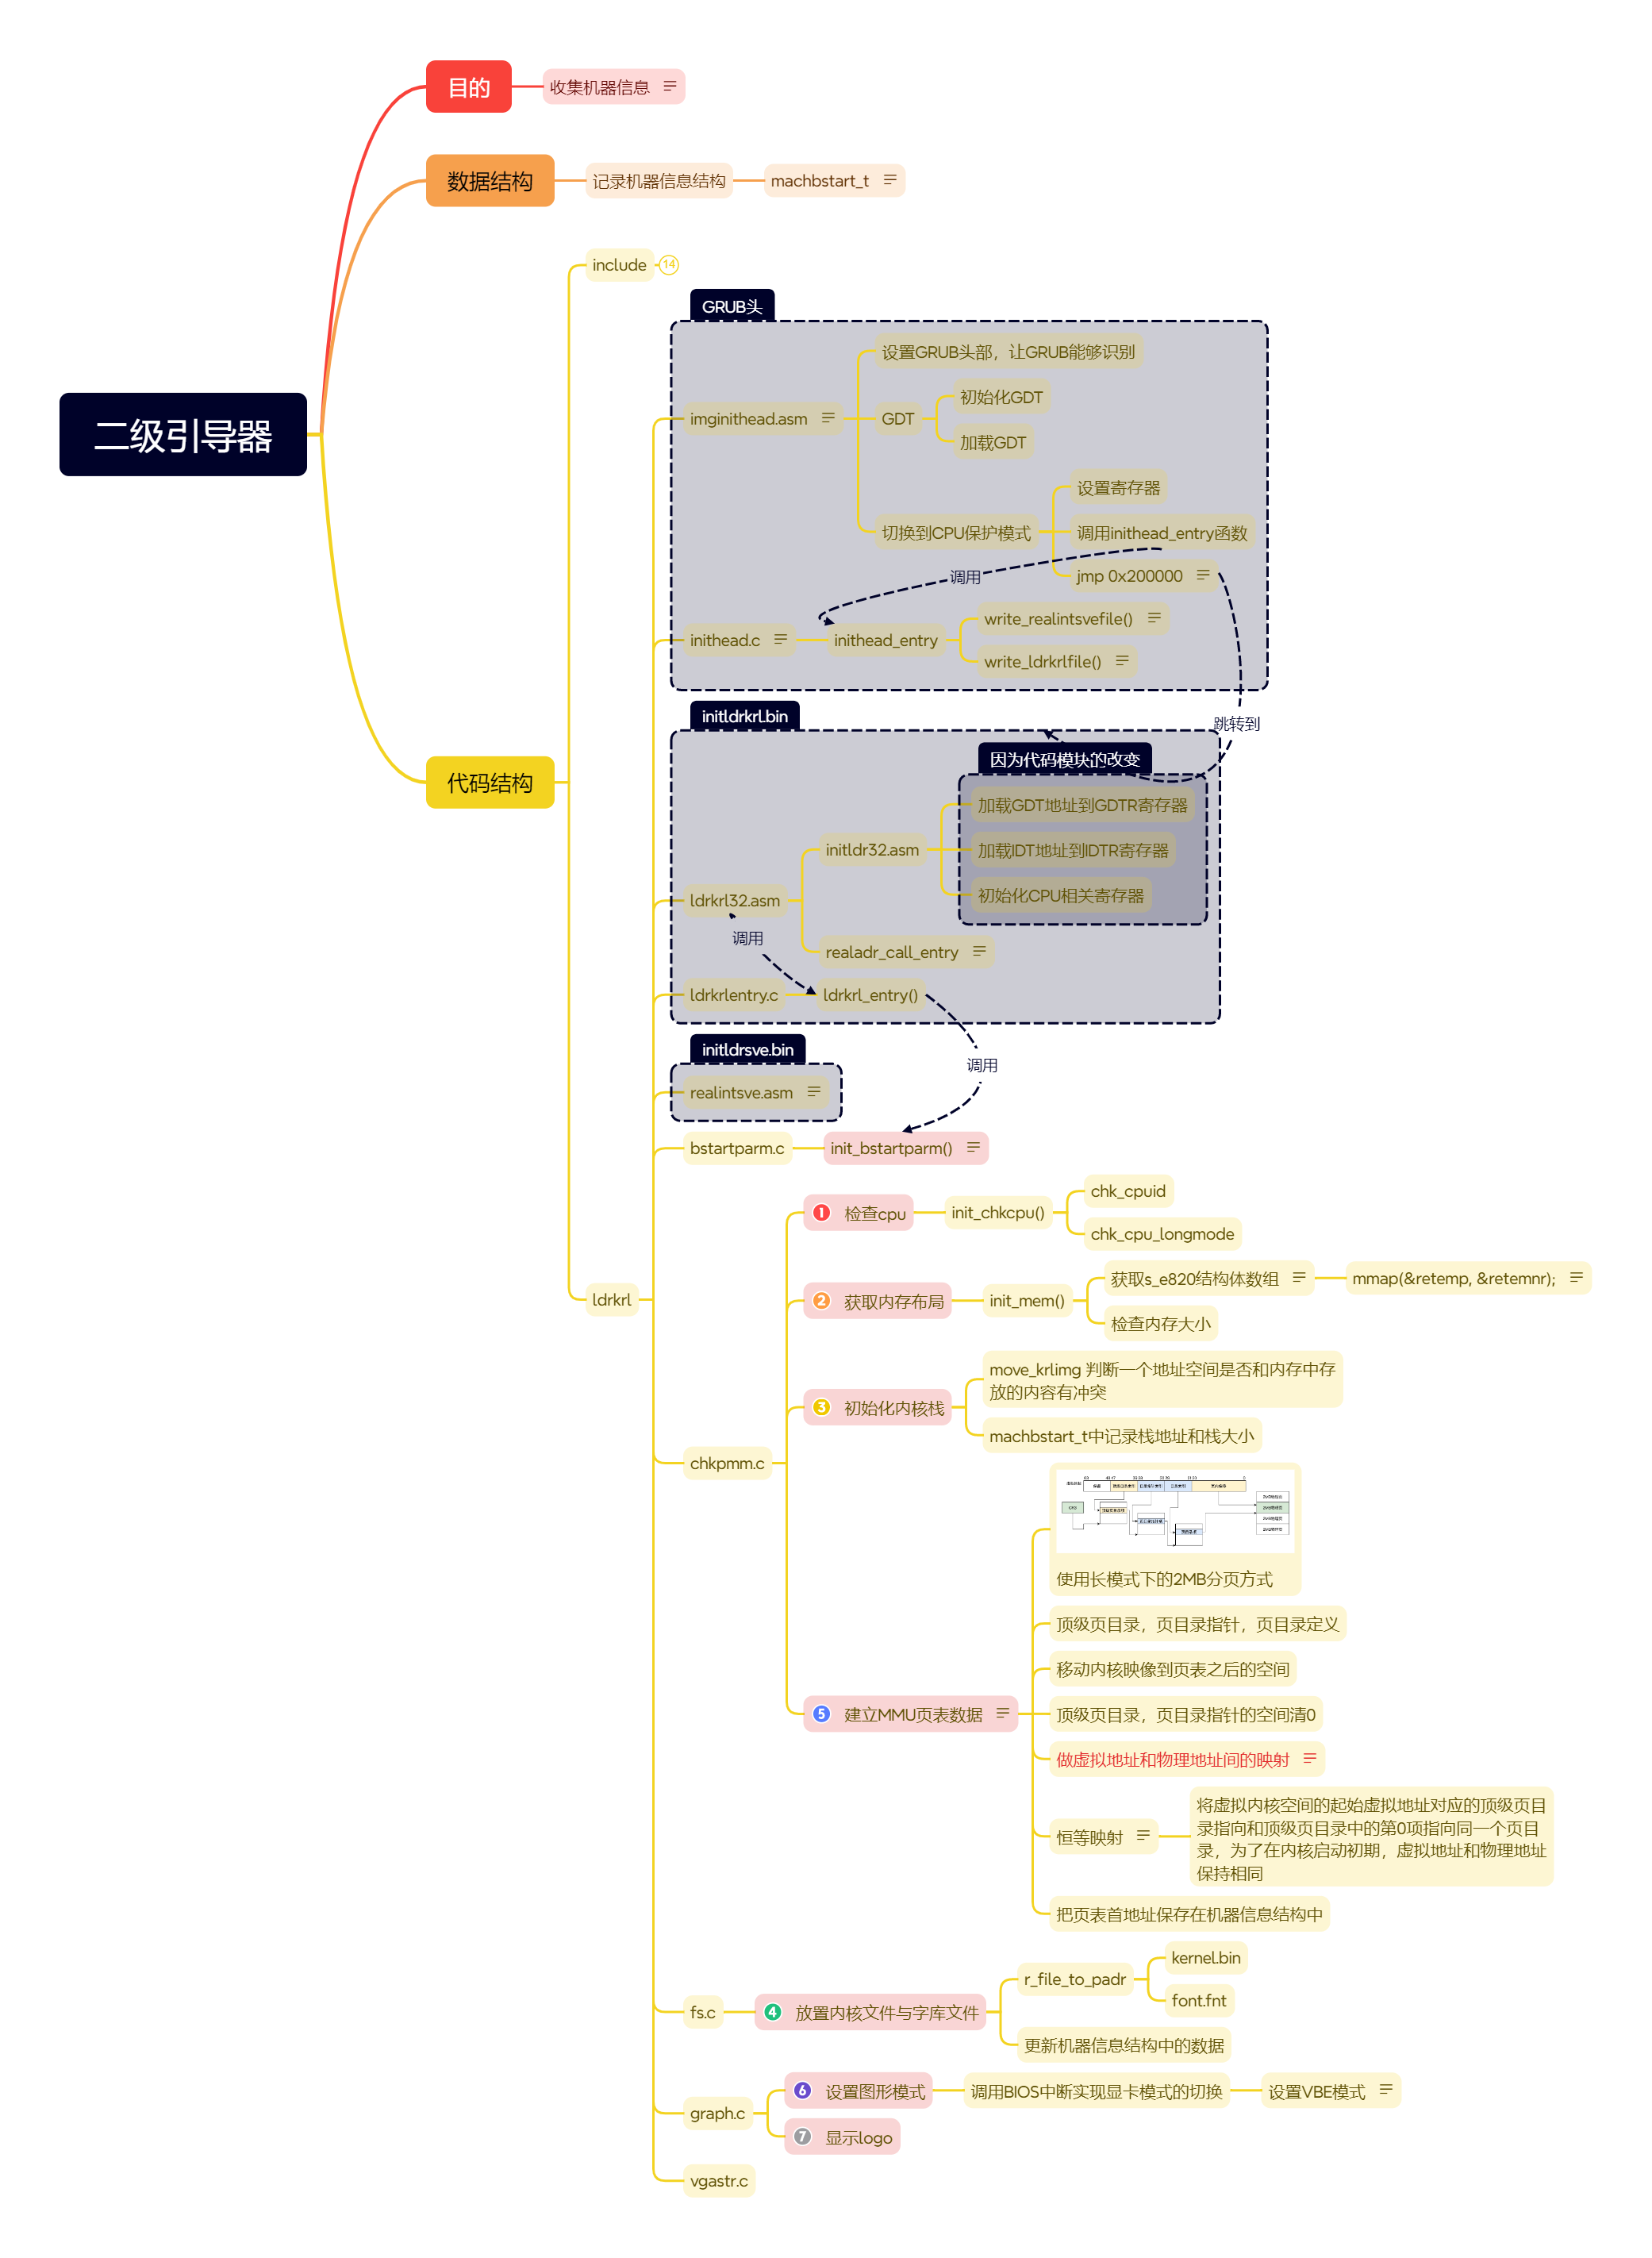 目的
收集机器信息
数据结构
记录机器信息结构
machbstart_t
include
14
GRUB头
设置GRUB头部，让GRUB能够识别
初始化GDT
imginithead.asm
GDT
加载GDT
二级引导器
设置寄存器
切换到CPU保护模式
调用inithead_entry函数
调用
jmp 0x200000
write_realintsvefile()
inithead.c
inithead_entry
write_ldrkrlfile()
initldrkrl.bin
跳转到
因为代码模块的改变
代码结构
加载GDT地址到GDTR寄存器
initldr32.asm
加载IDT地址到IDTR寄存器
初始化CPU相关寄存器
ldrkrl32.asm
调用
realadr_call_entry
ldrkrlentry.c
ldrkrl_entry()
initldrsve.bin
调用
realintsve.asm
bstartparm.c
init_bstartparm()
chk_cpuid
1 检查cpu
init_chkcpu()
chk_cpu_longmode
ldrkrl
获取s_e820结构体数组
mmap(&retemp, &retemnr);
2 获取内存布局
init_mem()
检查内存大小
move_krlimg 判断一个地址空间是否和内存中存
放的内容有冲突
3 初始化内核栈
machbstart_t中记录栈地址和栈大小
chkpmm.c
使用长模式下的2MB分页方式
顶级页目录，页目录指针，页目录定义
移动内核映像到页表之后的空间
5 建立MMU页表数据
顶级页目录，页目录指针的空间清0
做虚拟地址和物理地址间的映射
恒等映射
将虚拟内核空间的起始虚拟地址对应的顶级页目
录指向和顶级页目录中的第0项指向同一个页目
录，为了在内核启动初期，虚拟地址和物理地址
保持相同
把页表首地址保存在机器信息结构中
kernel.bin
r_file_to_padr
font.fnt
fs.c
4 放置内核文件与字库文件
更新机器信息结构中的数据
6 设置图形模式
调用BIOS中断实现显卡模式的切换
设置VBE模式
graph.c
7 显示logo
vgastr.c